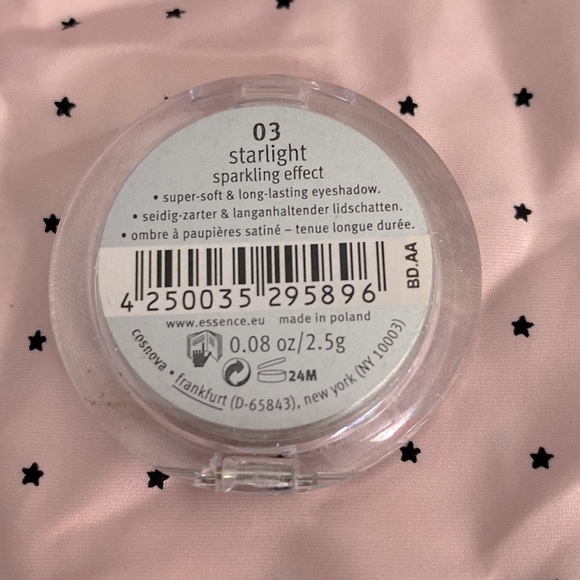 03
starlight
sparkling effect
• super-soft & long-lasting eyeshadow.
• seidig-zarter & langanhaltender lidschatten.
• ombre à paupières satiné – tenue longue durée.
BD.AA
4 250035 295896
www.essence.eu made in poland
0.08 oz/2.5g
24M
cosnova • frankfurt (D-65843), new york (NY 10003)